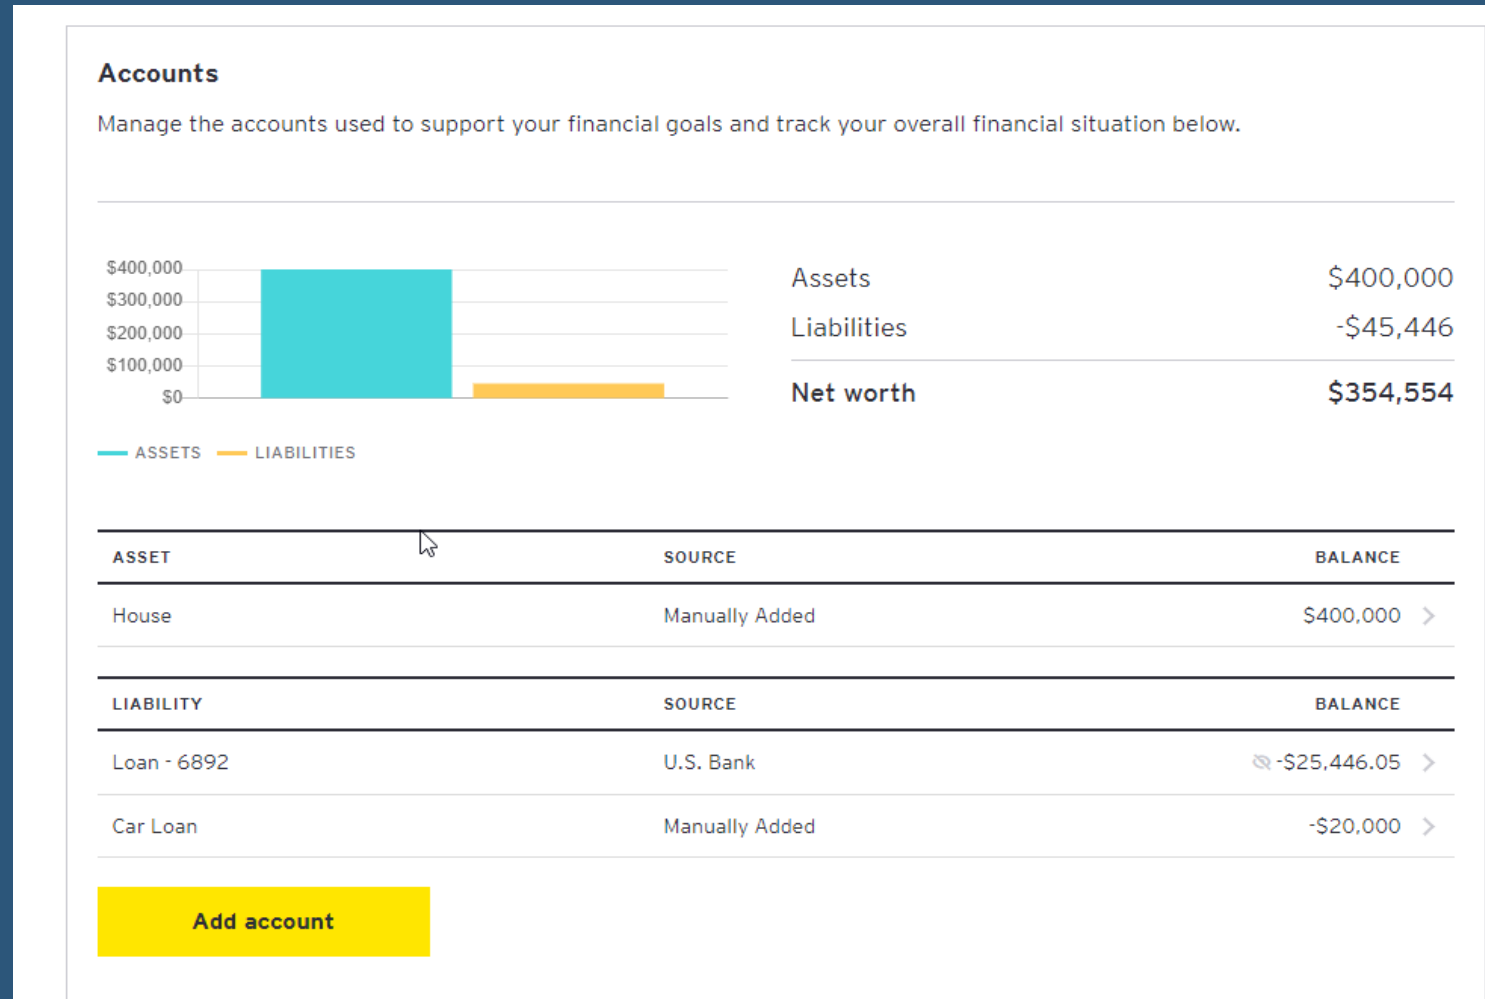 Accounts
Manage the accounts used to support your financial goals and track your overall financial situation below.
$400,000
$300,000
$200,000
$100,000
$0
ASSETS LIABILITIES
Assets $400,000
Liabilities -$45,446
Net worth $354,554
ASSET SOURCE BALANCE
House Manually Added $400,000
LIABILITY SOURCE BALANCE
Loan - 6892 U.S. Bank -$25,446.05
Car Loan Manually Added -$20,000
Add account